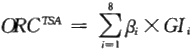 ORC^{TSA} = \sum_{i=1}^{8} \beta_i \times GI_i